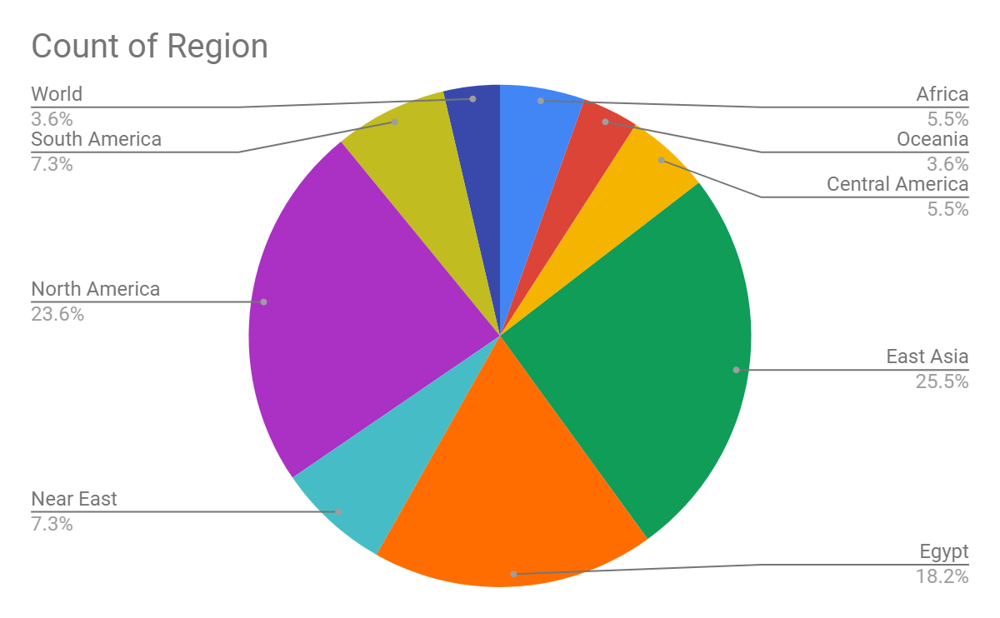 Count of Region
World
3.6%
South America
7.3%
North America
23.6%
Near East
7.3%
Africa
5.5%
Oceania
3.6%
Central America
5.5%
East Asia
25.5%
Egypt
18.2%